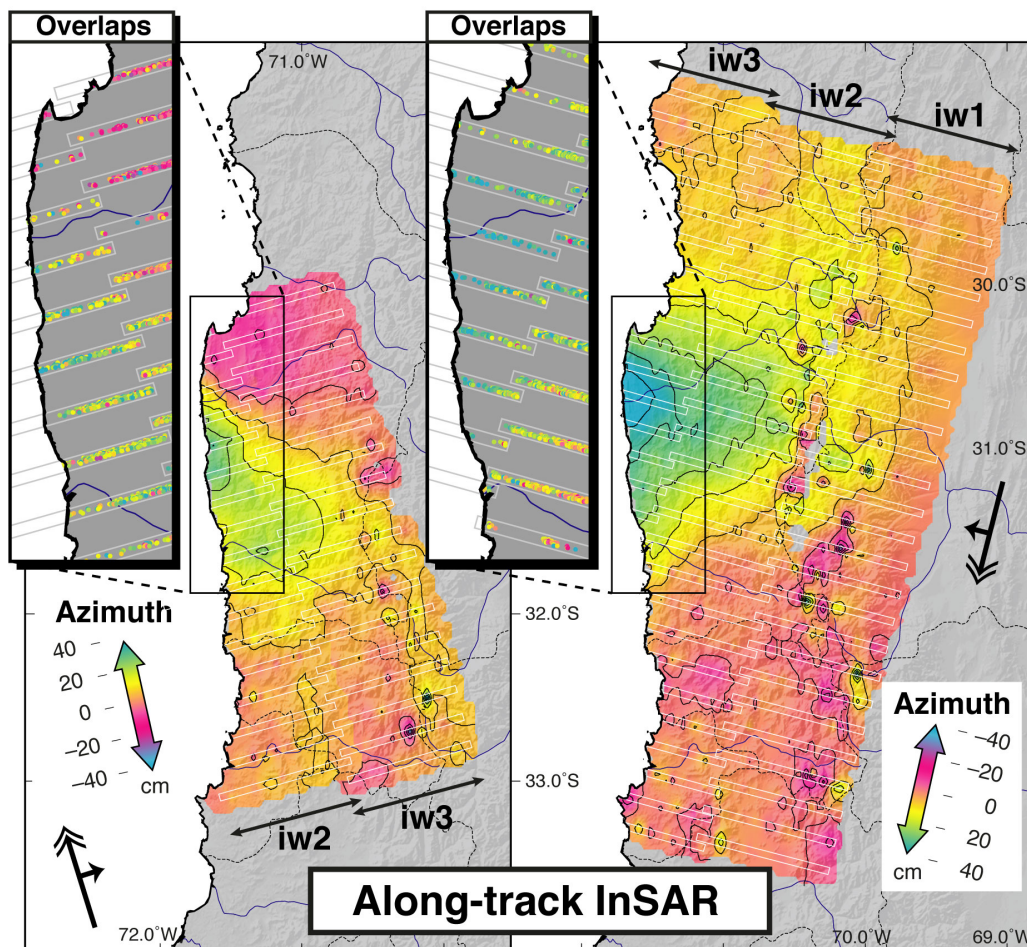 Overlaps
Overlaps
71.0˚W
iw3
iw2
iw1
30.0˚S
31.0˚S
32.0˚S
33.0˚S
Azimuth
40
20
0
−20
−40
cm
Azimuth
−40
−20
0
20
40
cm
iw2
iw3
Along-track InSAR
72.0˚W
70.0˚W
69.0˚W